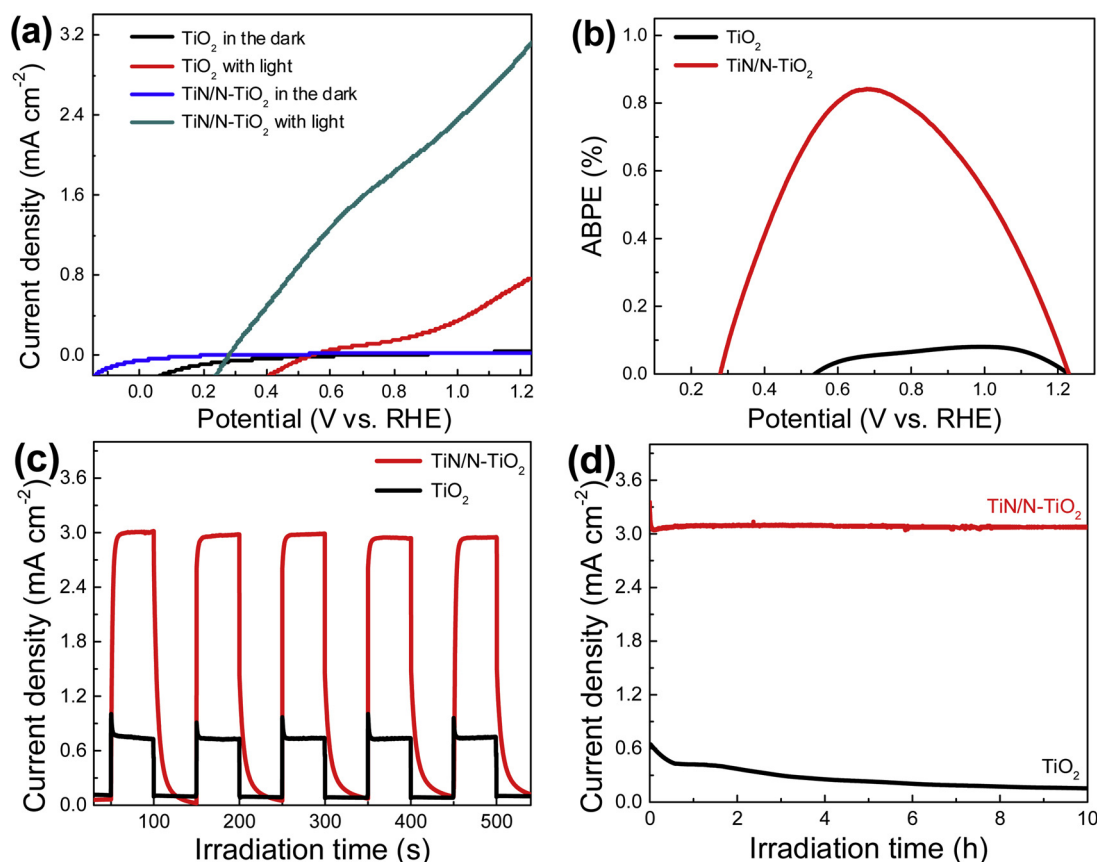 (a)
TiO₂ in the dark
TiO₂ with light
TiN/N-TiO₂ in the dark
TiN/N-TiO₂ with light
Current density (mA cm⁻²)
3.2
2.4
1.6
0.8
0.0
0.0 0.2 0.4 0.6 0.8 1.0 1.2
Potential (V vs. RHE)
(b)
TiO₂
TiN/N-TiO₂
ABPE (%)
1.0
0.8
0.6
0.4
0.2
0.0
0.2 0.4 0.6 0.8 1.0 1.2
Potential (V vs. RHE)
(c)
TiN/N-TiO₂
TiO₂
Current density (mA cm⁻²)
3.6
3.0
2.4
1.8
1.2
0.6
0.0
100 200 300 400 500
Irradiation time (s)
(d)
TiN/N-TiO₂
TiO₂
Current density (mA cm⁻²)
3.6
3.0
2.4
1.8
1.2
0.6
0.0
0 2 4 6 8 10
Irradiation time (h)